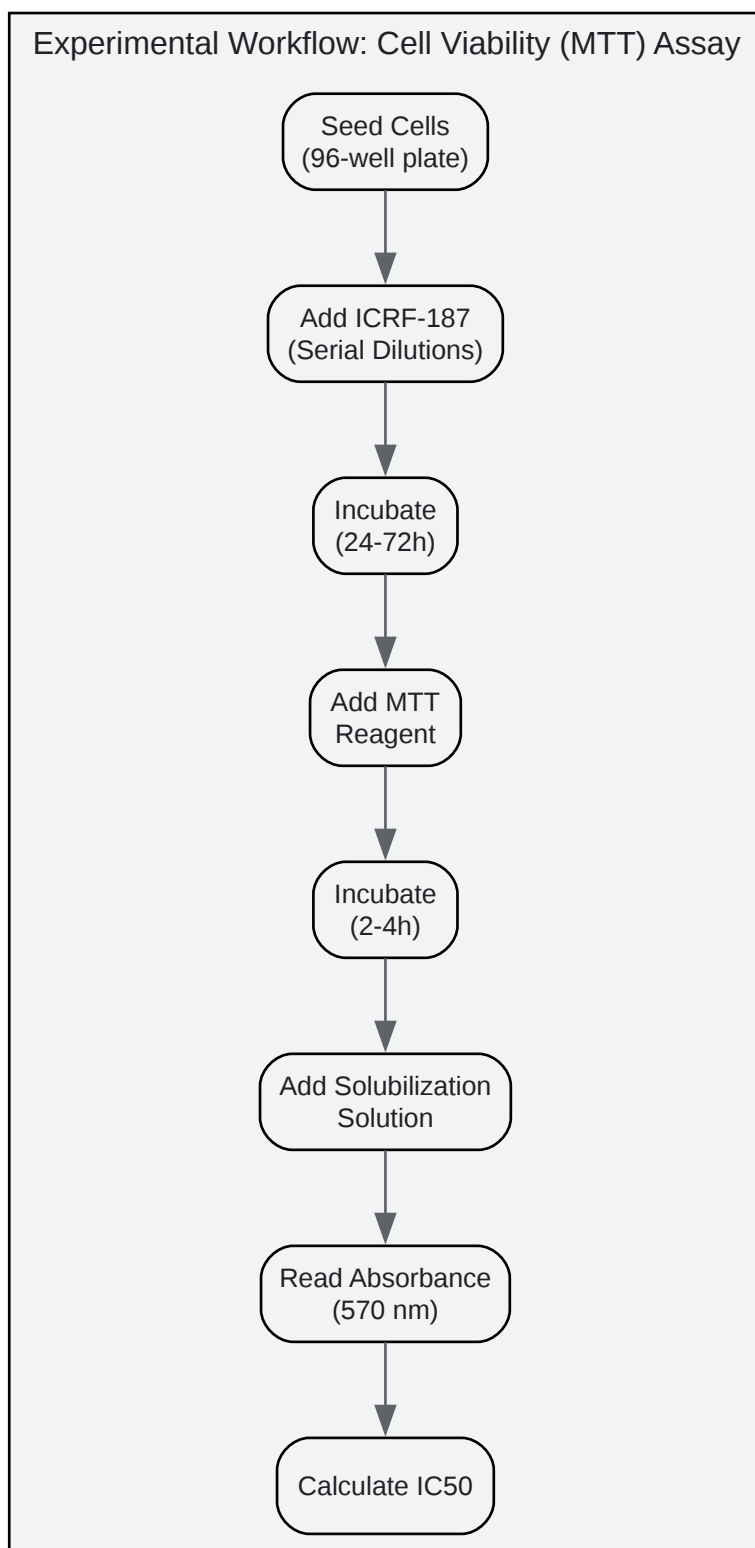 Experimental Workflow: Cell Viability (MTT) Assay
Seed Cells
(96-well plate)
Add ICRF-187
(Serial Dilutions)
Incubate
(24-72h)
Add MTT
Reagent
Incubate
(2-4h)
Add Solubilization
Solution
Read Absorbance
(570 nm)
Calculate IC50